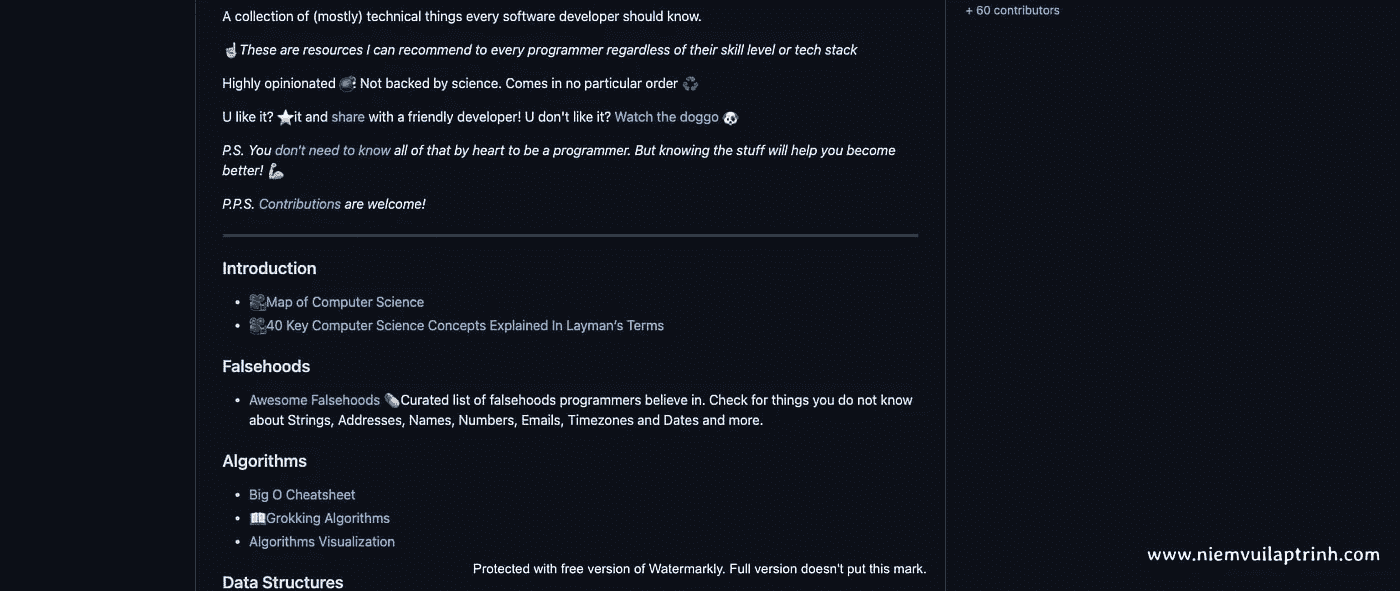 A collection of (mostly) technical things every software developer should know.
+ 60 contributors
☝️These are resources I can recommend to every programmer regardless of their skill level or tech stack
Highly opinionated 💣. Not backed by science. Comes in no particular order ♻️
U like it? ⭐it and share with a friendly developer! U don't like it? Watch the doggo 🐶
P.S. You don't need to know all of that by heart to be a programmer. But knowing the stuff will help you become
better! 💪
P.P.S. Contributions are welcome!
Introduction
• 🎥Map of Computer Science
• 🎥40 Key Computer Science Concepts Explained In Layman’s Terms
Falsehoods
• Awesome Falsehoods 💊Curated list of falsehoods programmers believe in. Check for things you do not know
about Strings, Addresses, Names, Numbers, Emails, Timezones and Dates and more.
Algorithms
• Big O Cheatsheet
• 📖Grokking Algorithms
• Algorithms Visualization
Data Structures
www.niemvuilaptrinh.com
Protected with free version of Watermarkly. Full version doesn't put this mark.